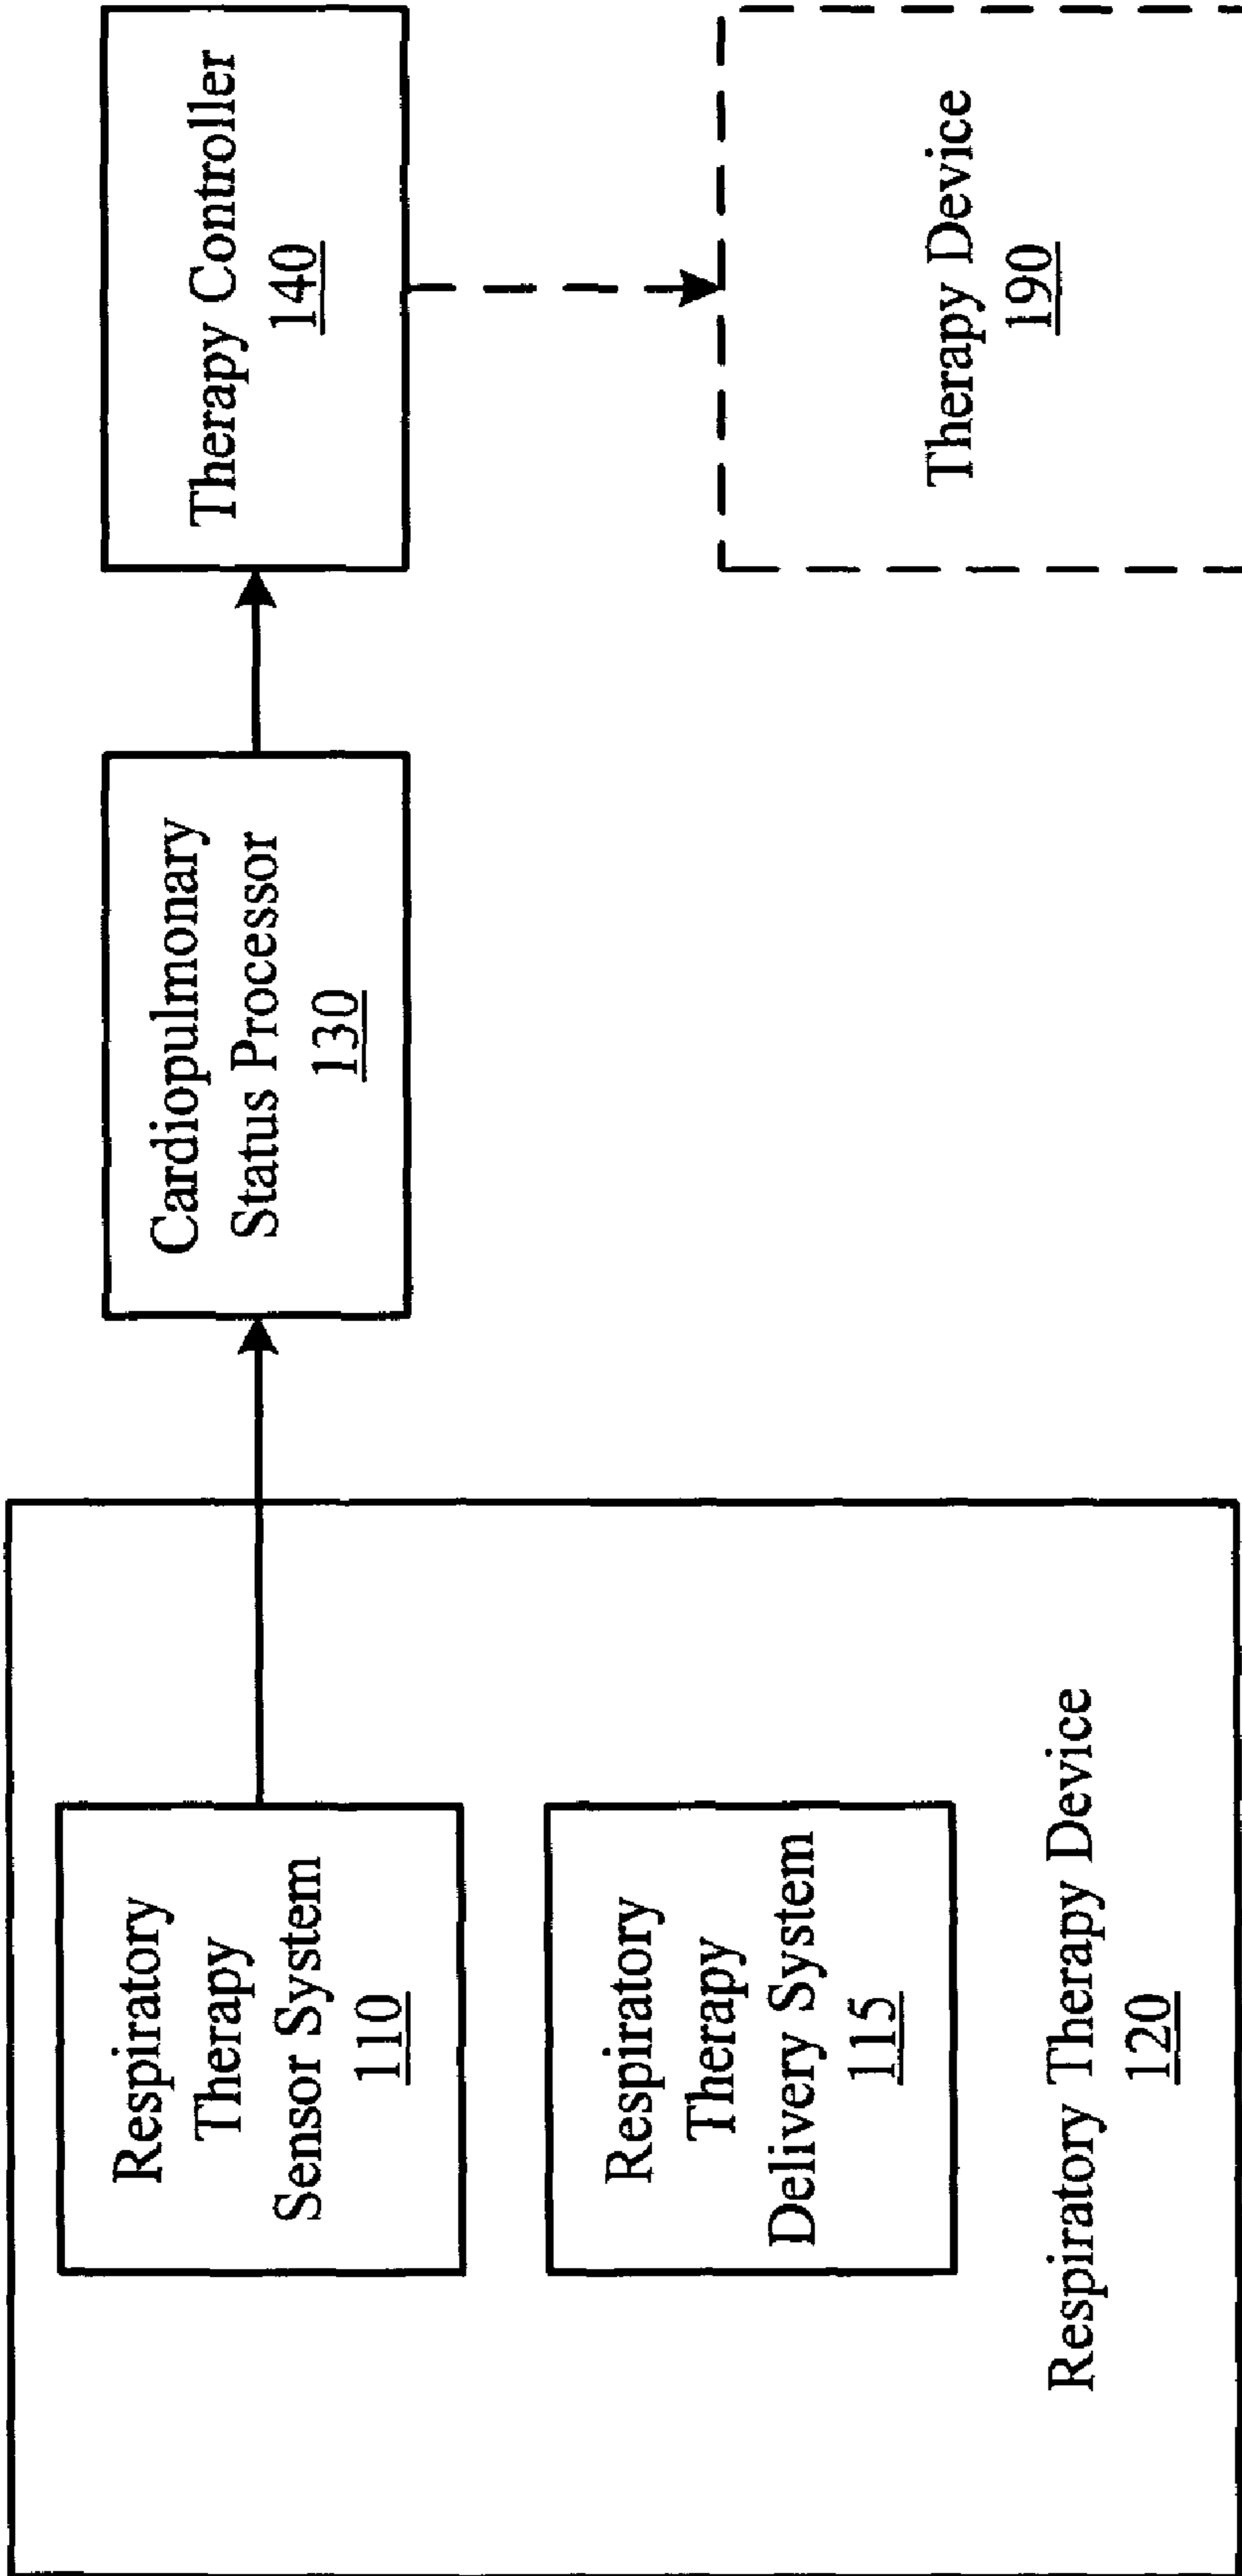 Respiratory
Therapy
Sensor System
110
Respiratory
Therapy
Delivery System
115
Respiratory Therapy Device
120
Cardiopulmonary
Status Processor
130
Therapy Controller
140
Therapy Device
190